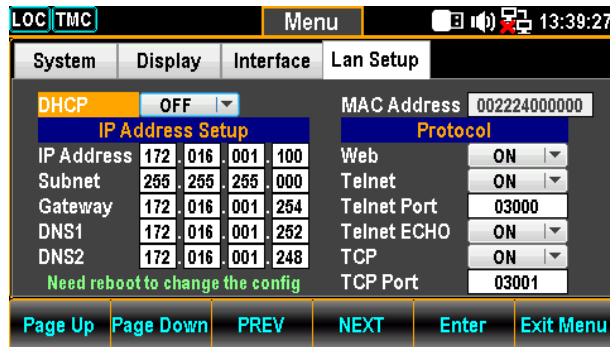 LOC TMC Menu 13:39:27
System Display Interface Lan Setup
DHCP OFF MAC Address 002224000000
IP Address Setup Protocol
IP Address 172 . 016 . 001 . 100 Web ON
Subnet 255 . 255 . 255 . 000 Telnet ON
Gateway 172 . 016 . 001 . 254 Telnet Port 03000
DNS1 172 . 016 . 001 . 252 Telnet ECHO ON
DNS2 172 . 016 . 001 . 248 TCP ON
Need reboot to change the config TCP Port 03001
Page Up Page Down PREV NEXT Enter Exit Menu